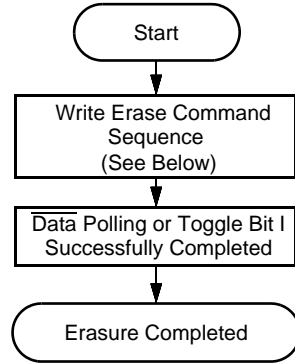 Start
Write Erase Command
Sequence
(See Below)
Data Polling or Toggle Bit I
Successfully Completed
Erasure Completed